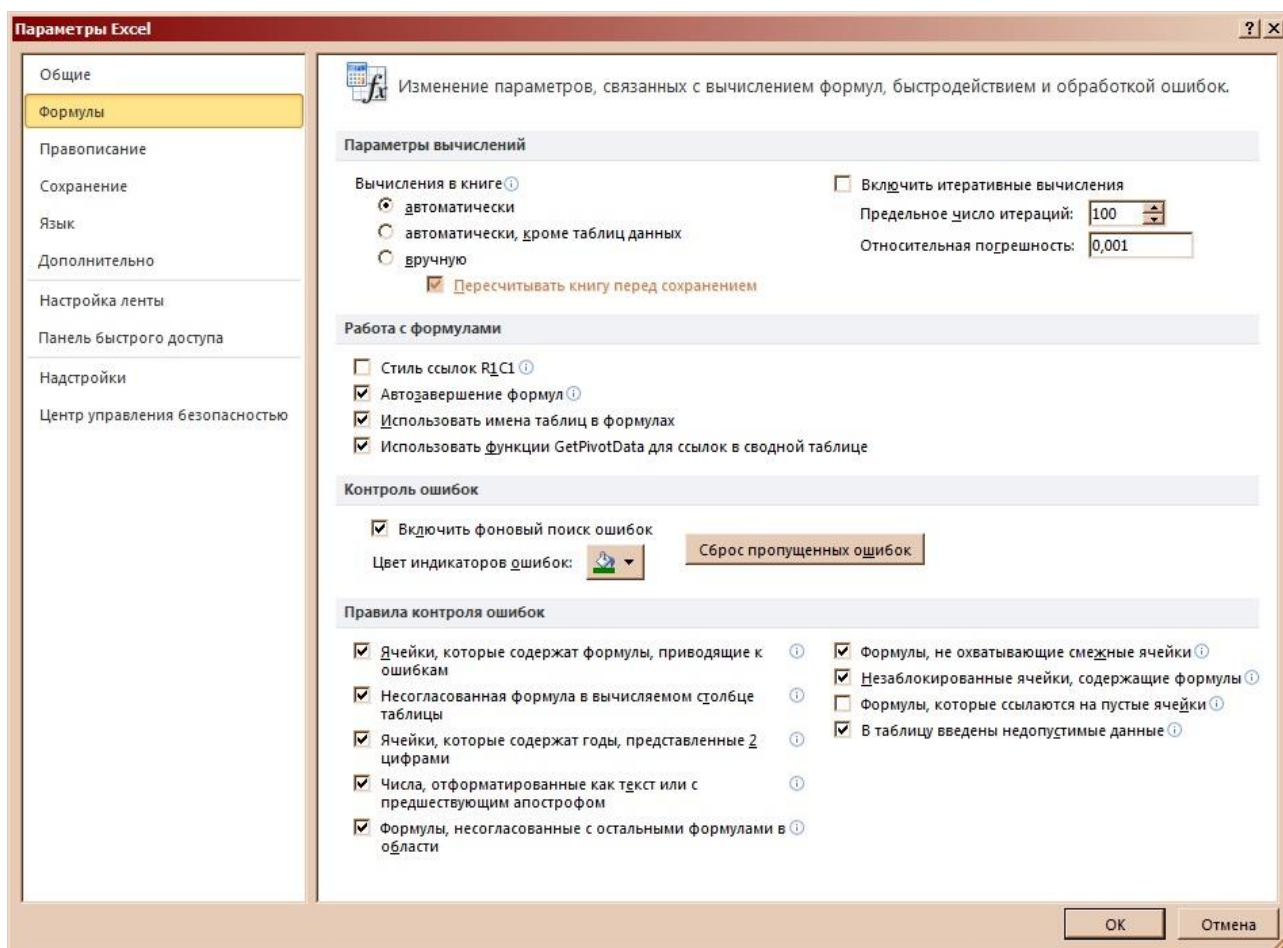 Параметры Excel
Общие
Формулы
Правописание
Сохранение
Язык
Дополнительно
Настройка ленты
Панель быстрого доступа
Надстройки
Центр управления безопасностью
Изменение параметров, связанных с вычислением формул, быстродействием и обработкой ошибок.
Параметры вычислений
Вычисления в книге
автоматически
автоматически, кроме таблиц данных
вручную
Пересчитывать книгу перед сохранением
Включить итеративные вычисления
Предельное число итераций: 100
Относительная погрешность: 0,001
Работа с формулами
Стиль ссылок R1C1
Автозавершение формул
Использовать имена таблиц в формулах
Использовать функции GetPivotData для ссылок в сводной таблице
Контроль ошибок
Включить фоновый поиск ошибок
Цвет индикаторов ошибок:
Сброс пропущенных ошибок
Правила контроля ошибок
Ячейки, которые содержат формулы, приводящие к
ошибкам
Несогласованная формула в вычисляемом столбце
таблицы
Ячейки, которые содержат годы, представленные 2
цифрами
Числа, отформатированные как текст или с
предшествующим апострофом
Формулы, несогласованные с остальными формулами в
области
Формулы, не охватывающие смежные ячейки
Незаблокированные ячейки, содержащие формулы
Формулы, которые ссылаются на пустые ячейки
В таблицу введены недопустимые данные
ОК
Отмена